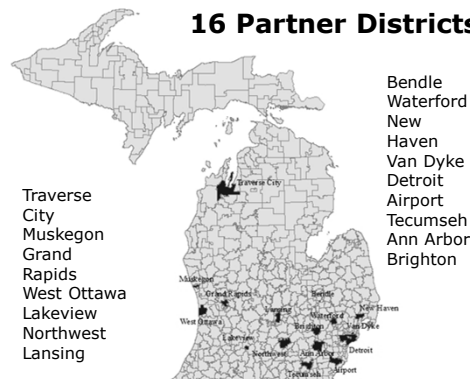 16 Partner Districts
Bendle
Waterford
New
Haven
Van Dyke
Detroit
Airport
Tecumseh
Ann Arbor
Brighton
Traverse
City
Muskegon
Grand
Rapids
West Ottawa
Lakeview
Northwest
Lansing
Traverse City
Muskegon
Grand Rapids
West Ottawa
Lansing
Bendle
New Haven
Waterford
Brighton
Van Dyke
Lakeview
Northwest
Ann Arbor
Detroit
Airport
Tecumseh